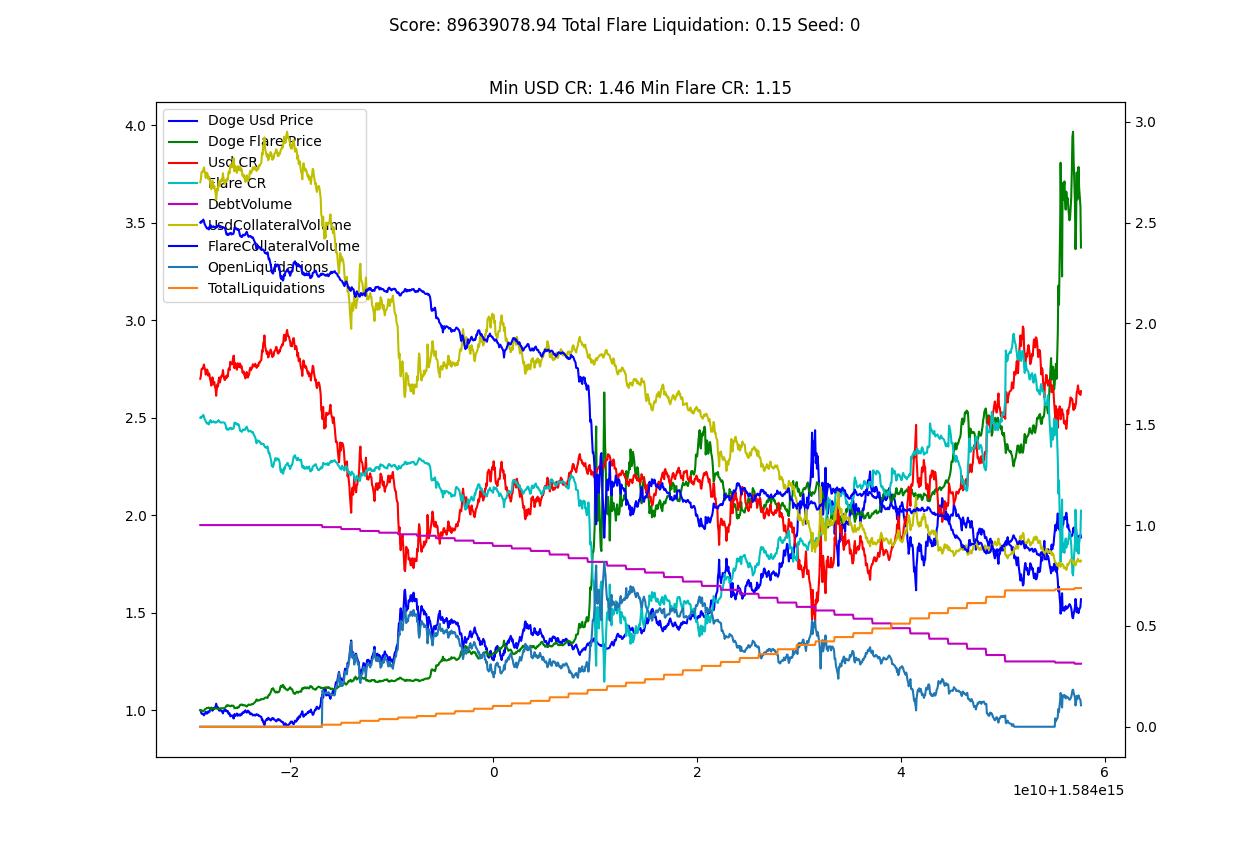 Score: 89639078.94 Total Flare Liquidation: 0.15 Seed: 0
Min USD CR: 1.46 Min Flare CR: 1.15
Doge Usd Price
Doge Flare Price
Usd CR
Flare CR
DebtVolume
UsdCollateralVolume
FlareCollateralVolume
OpenLiquidations
TotalLiquidations
4.0
3.5
3.0
2.5
2.0
1.5
1.0
3.0
2.5
2.0
1.5
1.0
0.5
0.0
−2
0
2
4
6
1e10+1.584e15